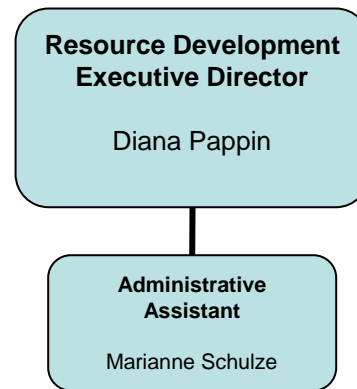 Resource Development
Executive Director
Diana Pappin
Administrative
Assistant
Marianne Schulze